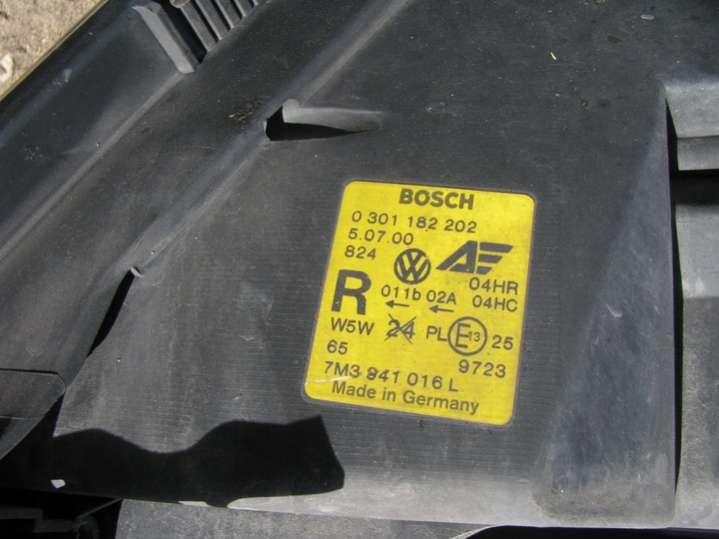 BOSCH
0 301 182 202
5.07.00
824
AE
04HR
R 011b 02A 04HC
W5W 24 PL E13 25
65 9723
7M3 941 016 L
Made in Germany